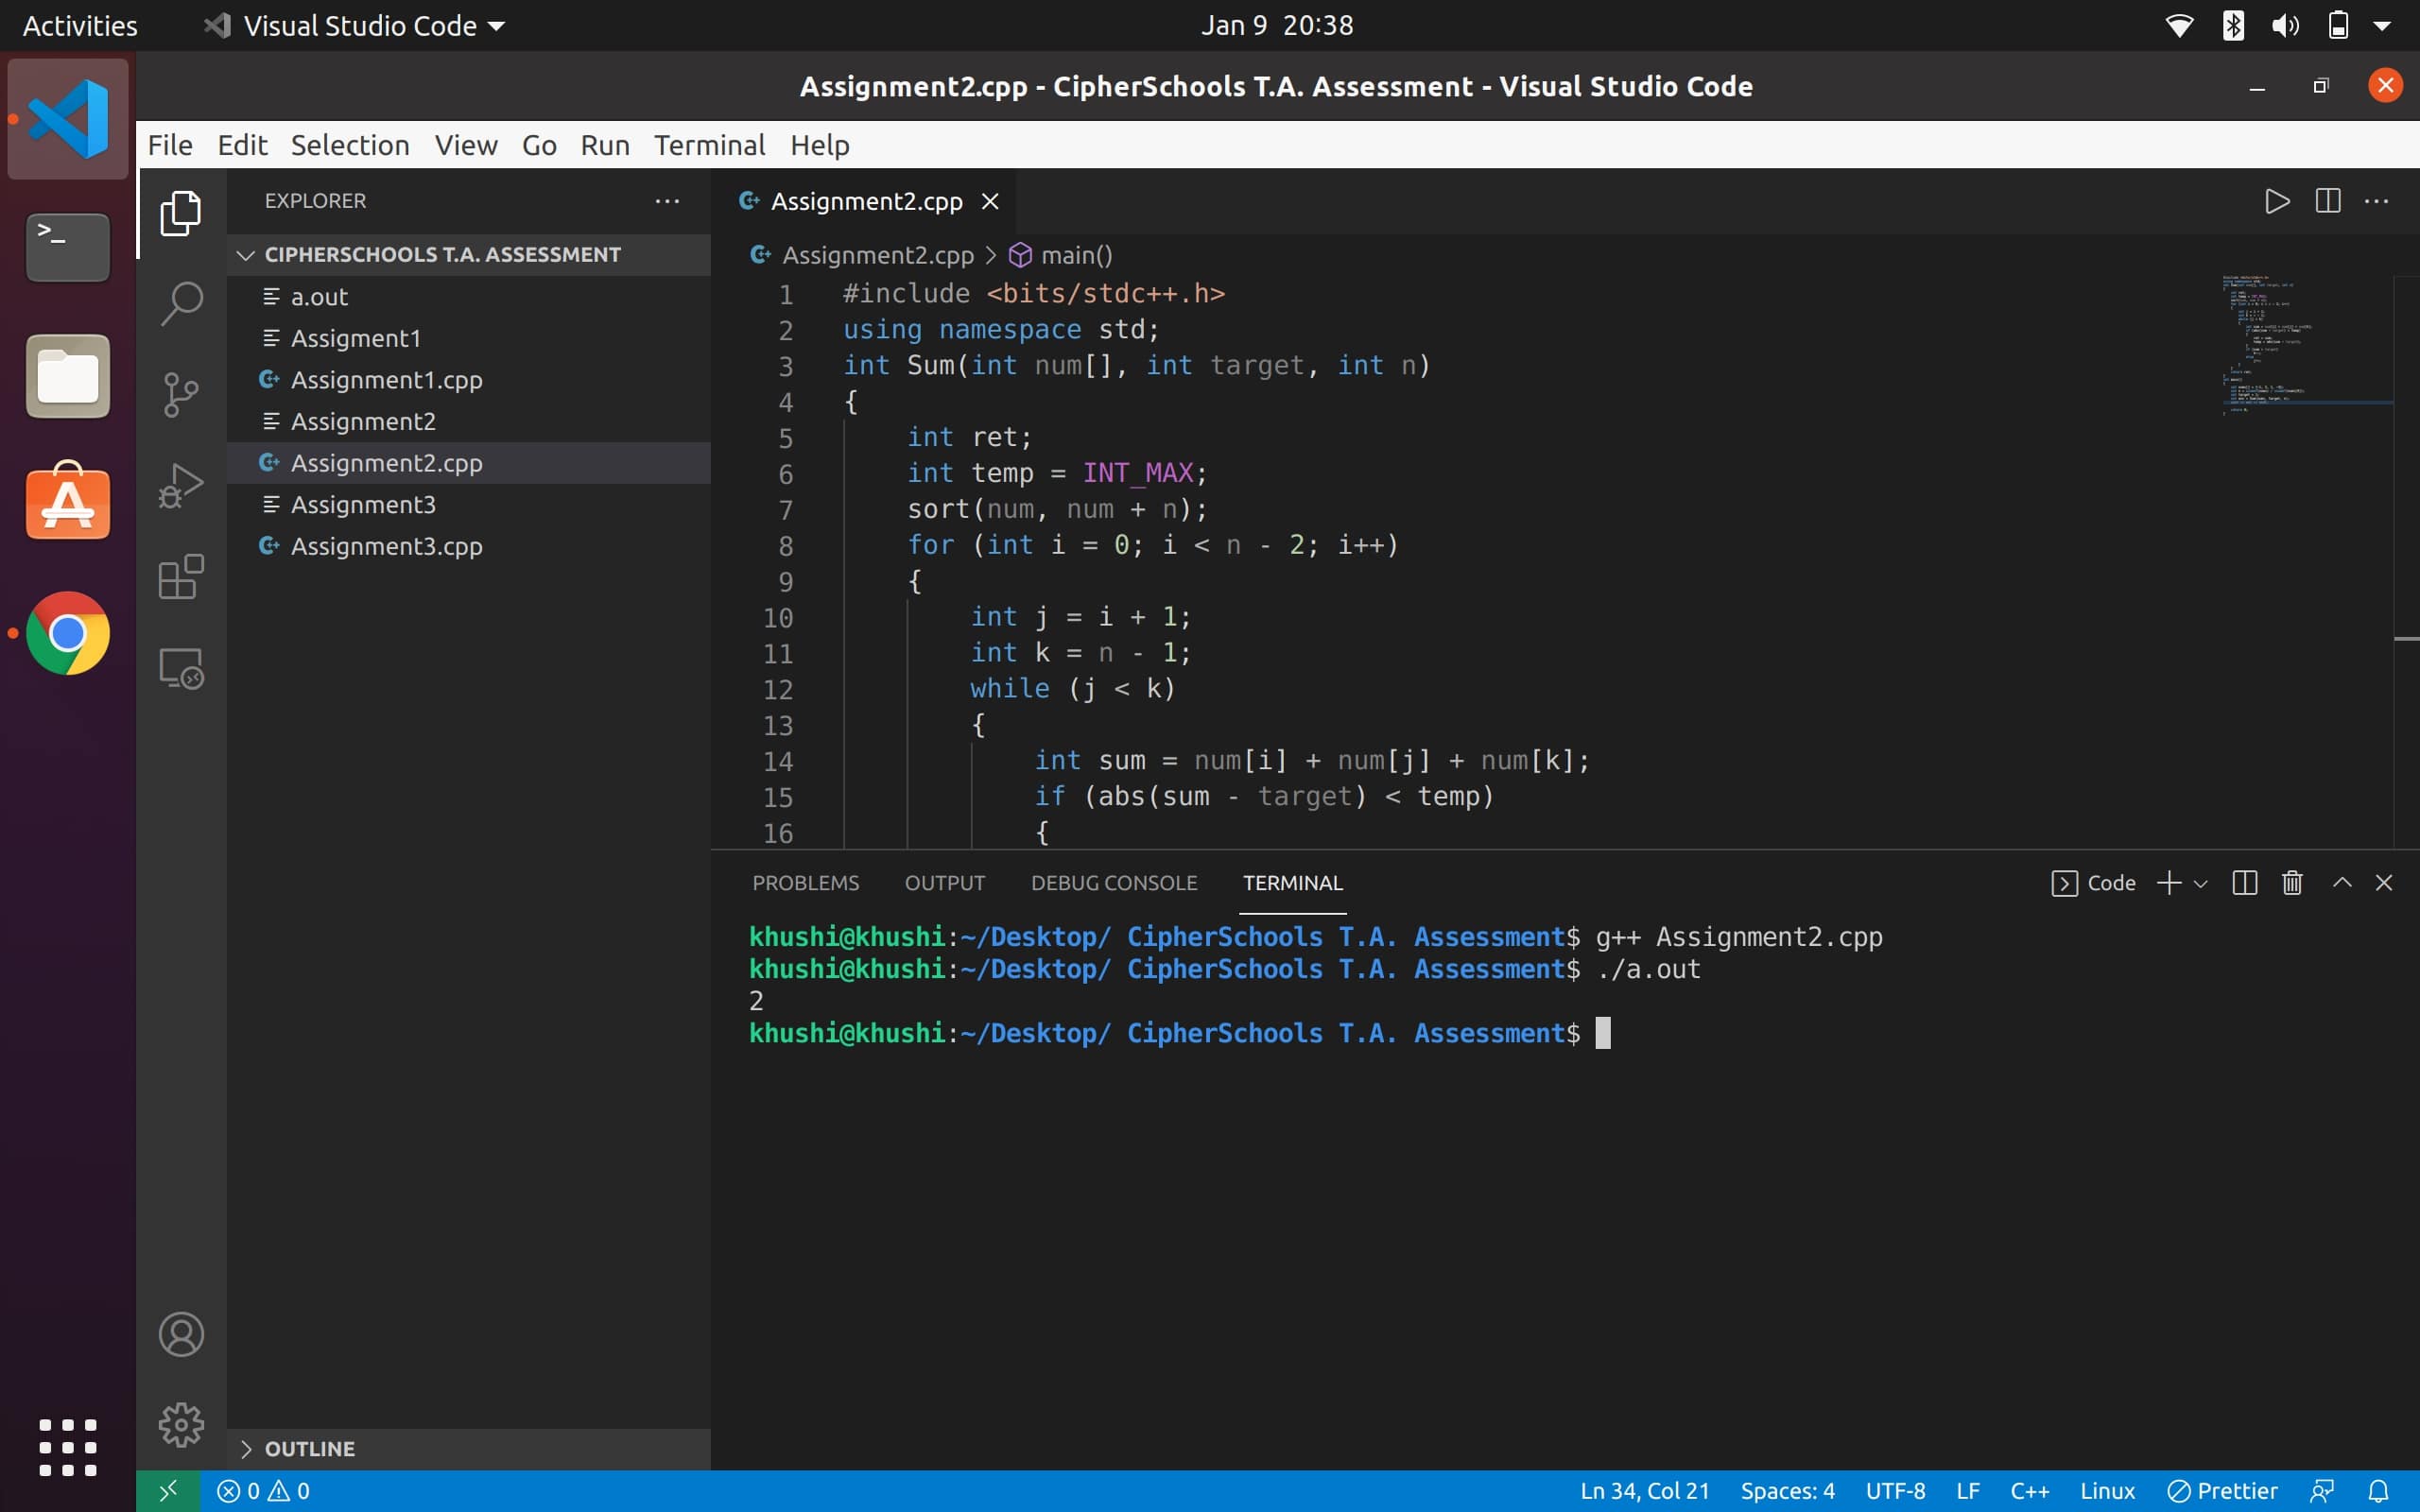 Activities
Visual Studio Code
Jan 9 20:38
Assignment2.cpp - CipherSchools T.A. Assessment - Visual Studio Code
File Edit Selection View Go Run Terminal Help
EXPLORER
CIPHERSCHOOLS T.A. ASSESSMENT
a.out
Assigment1
Assignment1.cpp
Assignment2
Assignment2.cpp
Assignment3
Assignment3.cpp
OUTLINE
Assignment2.cpp
Assignment2.cpp > main()
1 #include <bits/stdc++.h>
2 using namespace std;
3 int Sum(int num[], int target, int n)
4 {
5 int ret;
6 int temp = INT_MAX;
7 sort(num, num + n);
8 for (int i = 0; i < n - 2; i++)
9 {
10 int j = i + 1;
11 int k = n - 1;
12 while (j < k)
13 {
14 int sum = num[i] + num[j] + num[k];
15 if (abs(sum - target) < temp)
16 {
PROBLEMS OUTPUT DEBUG CONSOLE TERMINAL
Code
khushi@khushi:~/Desktop/ CipherSchools T.A. Assessment$ g++ Assignment2.cpp
khushi@khushi:~/Desktop/ CipherSchools T.A. Assessment$ ./a.out
2
khushi@khushi:~/Desktop/ CipherSchools T.A. Assessment$
0 0
Ln 34, Col 21 Spaces: 4 UTF-8 LF C++ Linux Prettier